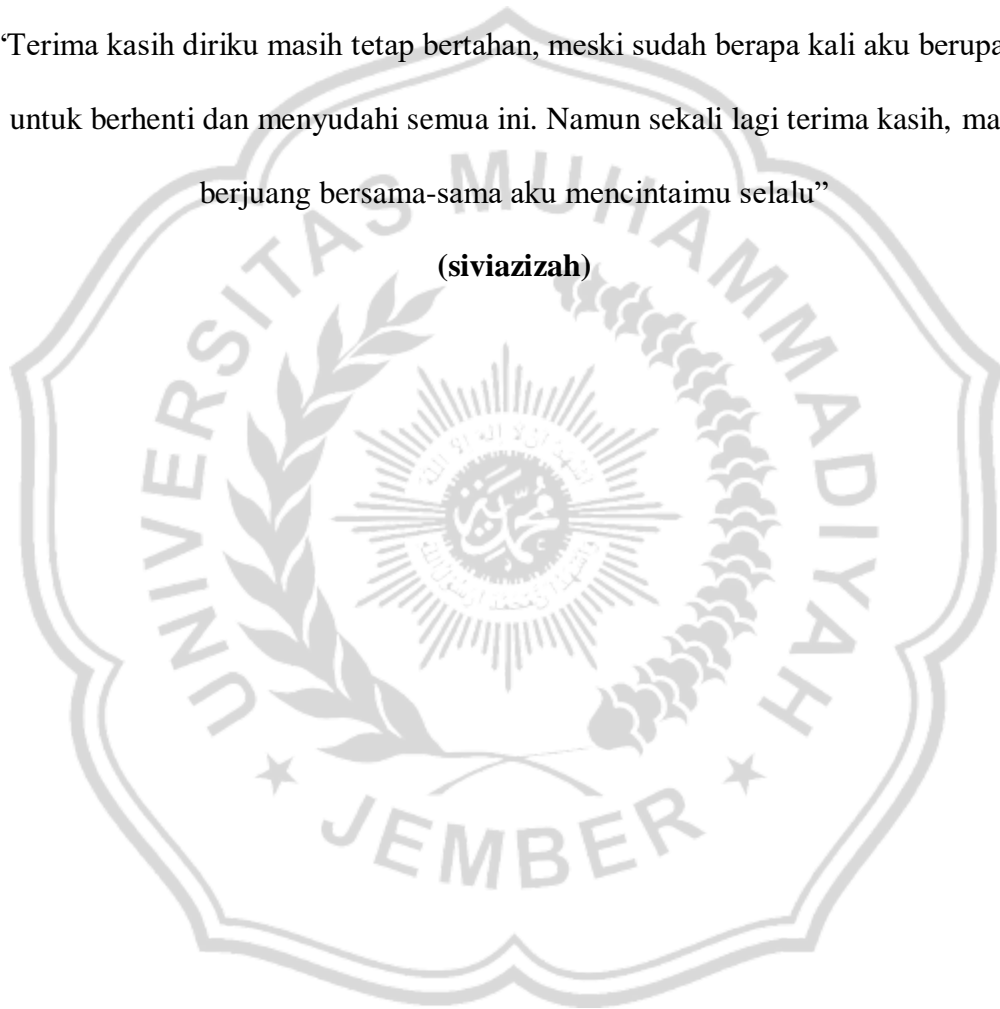 “Terima kasih diriku masih tetap bertahan, meski sudah berapa kali aku berupa
untuk berhenti dan menyudahi semua ini. Namun sekali lagi terima kasih, ma
berjuang bersama-sama aku mencintaimu selalu”
(siviazizah)
UNIVERSITAS MUHAMMADIYAH
JEMBER